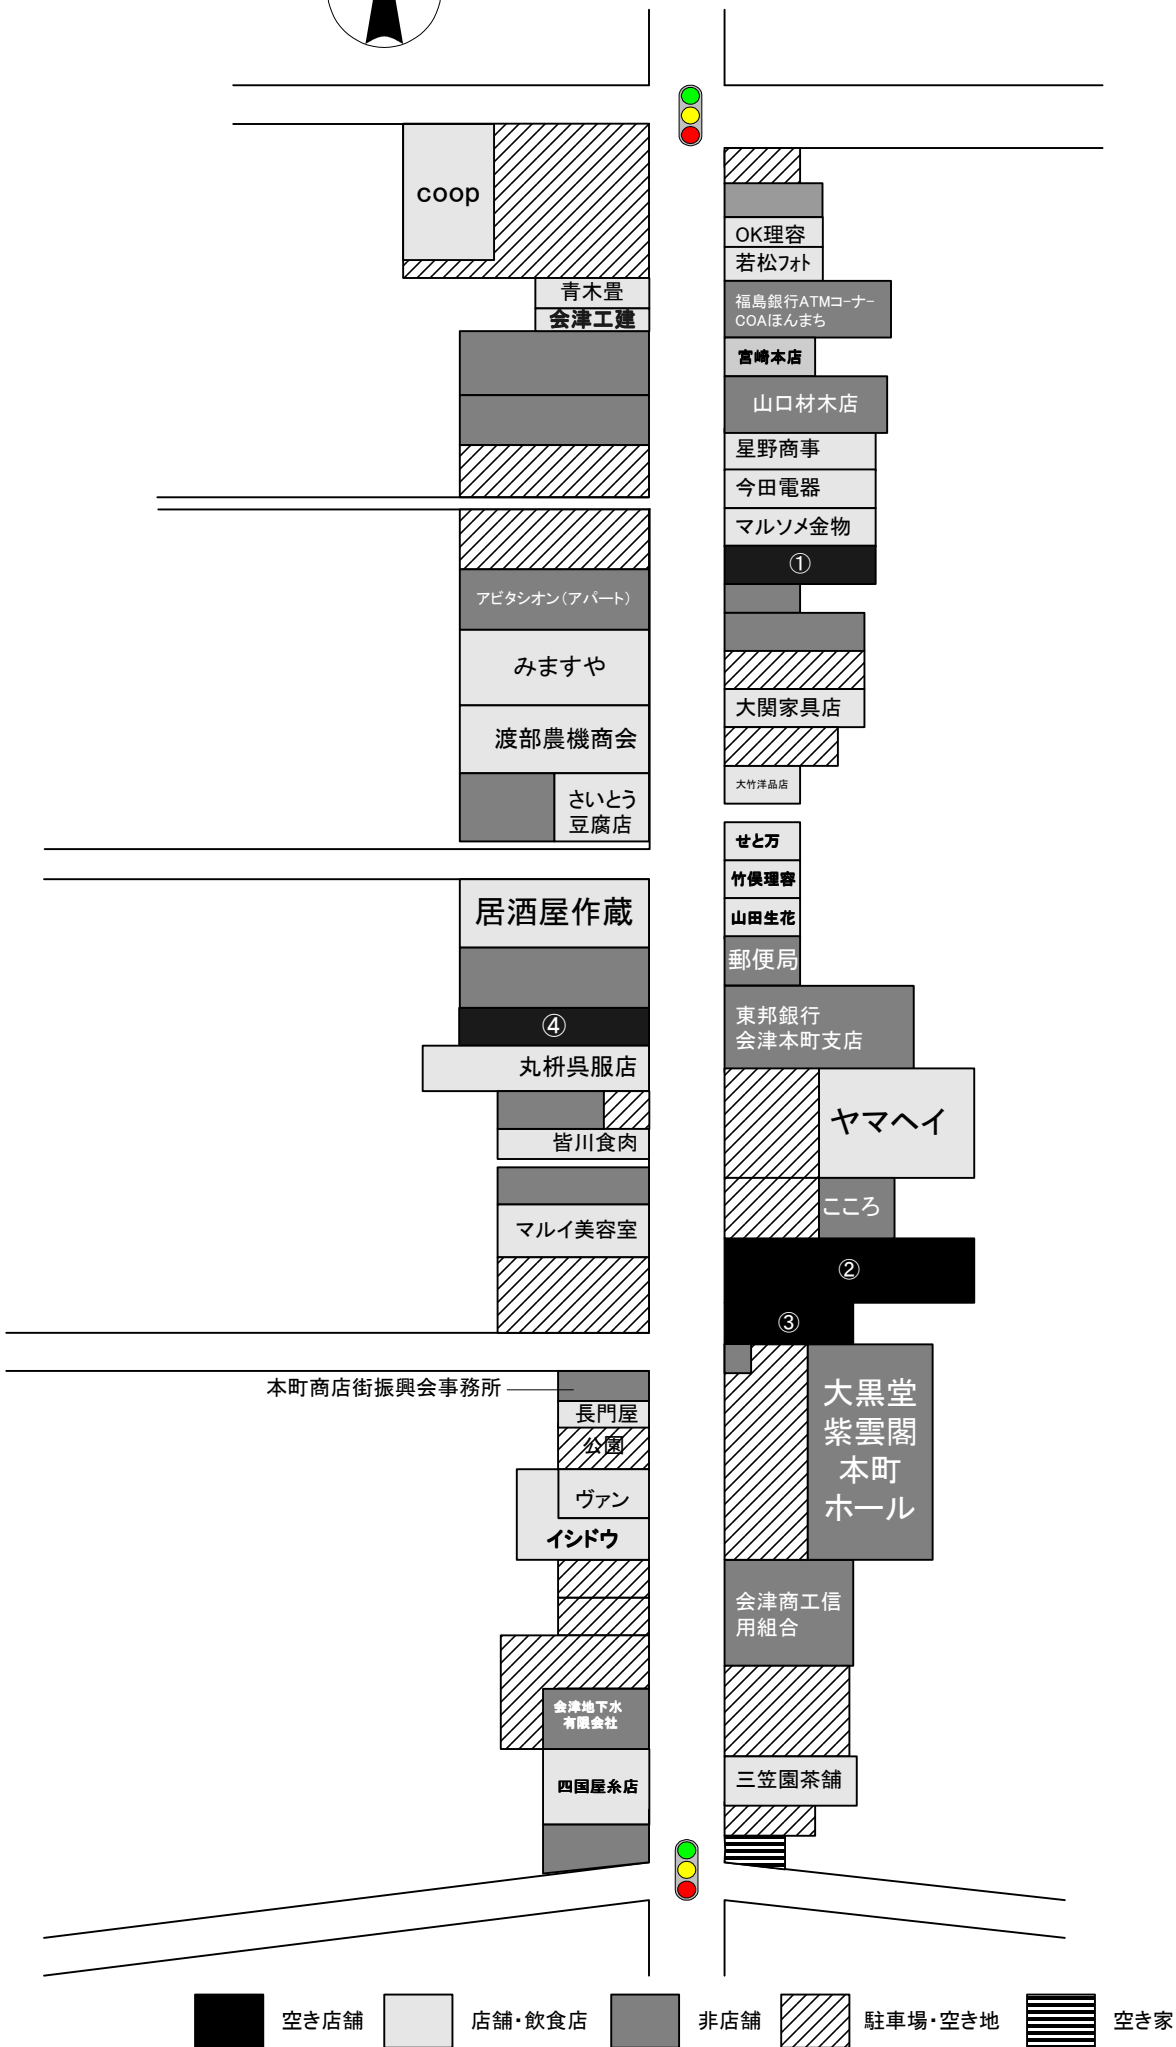 coop
青木畳
会津工建
アビタシオン(アパート)
みますや
渡部農機商会
さいとう
豆腐店
居酒屋作蔵
④
丸枡呉服店
皆川食肉
マルイ美容室
本町商店街振興会事務所
長門屋
公園
ヴァン
イシドウ
会津地下水
有限会社
四国屋糸店
OK理容
若松フォト
福島銀行ATMコーナー
COAほんまち
宮崎本店
山口材木店
星野商事
今田電器
マルソメ金物
①
大関家具店
大竹洋品店
せと万
竹俣理容
山田生花
郵便局
東邦銀行
会津本町支店
ヤマヘイ
こころ
②
③
大黒堂
紫雲閣
本町
ホール
会津商工信
用組合
三笠園茶舗
空き店舗
店舗・飲食店
非店舗
駐車場・空き地
空き家